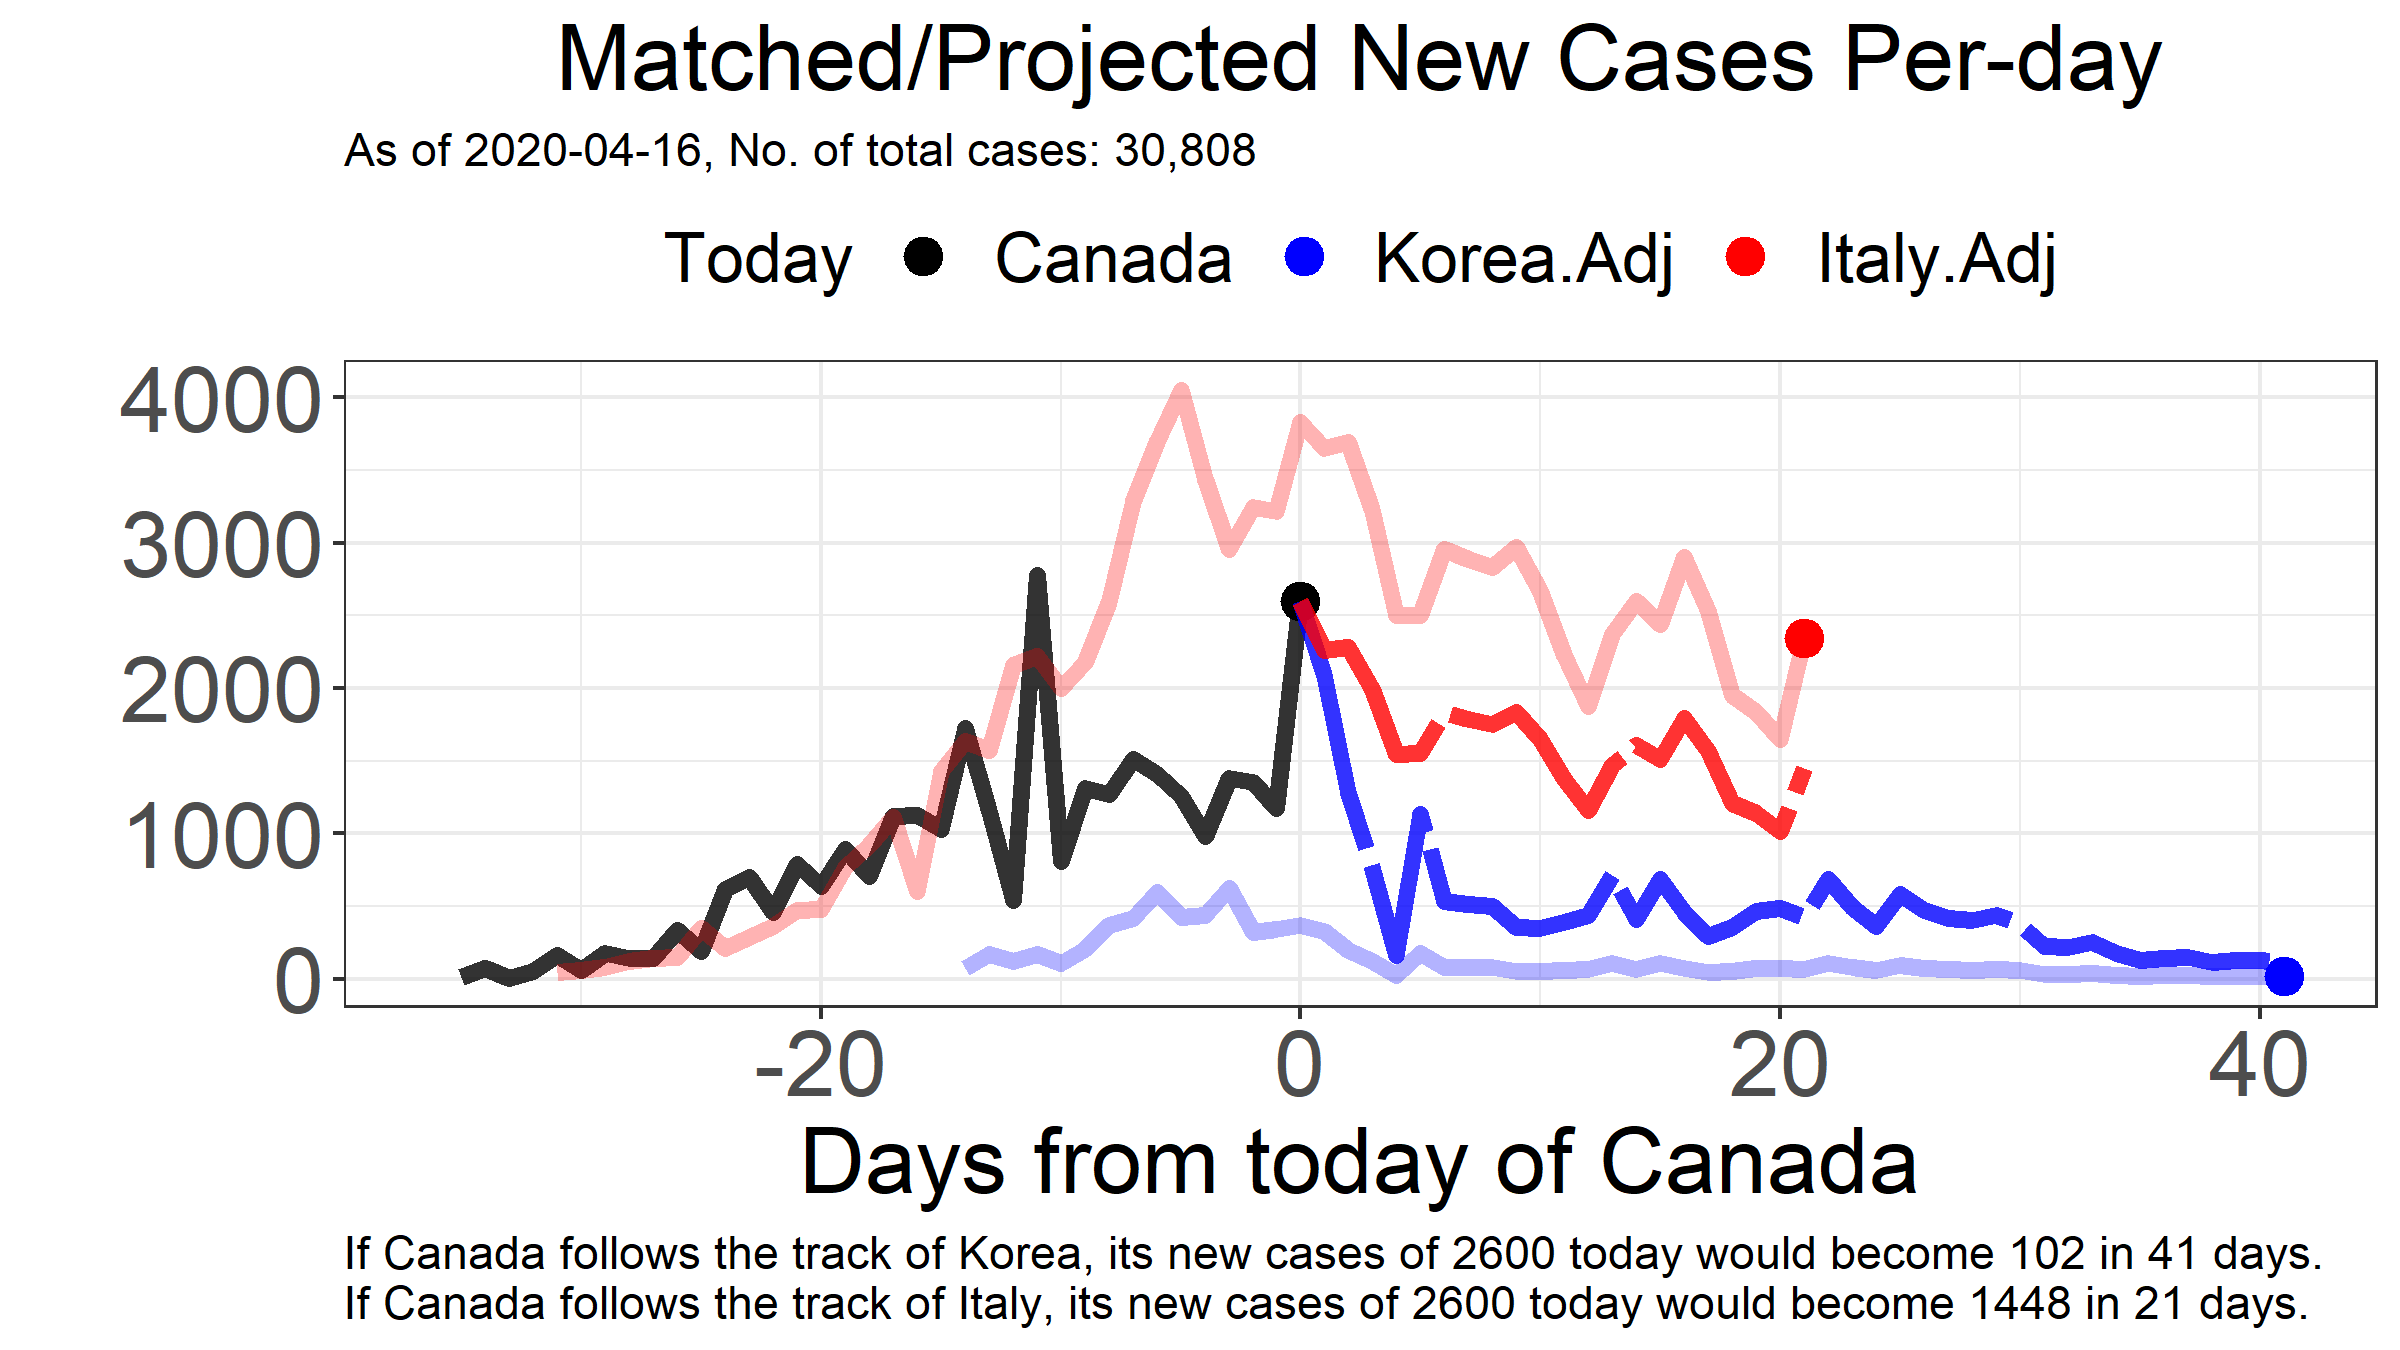 Matched/Projected New Cases Per-day
As of 2020-04-16, No. of total cases: 30,808
Today Canada Korea.Adj Italy.Adj
4000
3000
2000
1000
0
-20 0 20 40
Days from today of Canada
If Canada follows the track of Korea, its new cases of 2600 today would become 102 in 41 days.
If Canada follows the track of Italy, its new cases of 2600 today would become 1448 in 21 days.